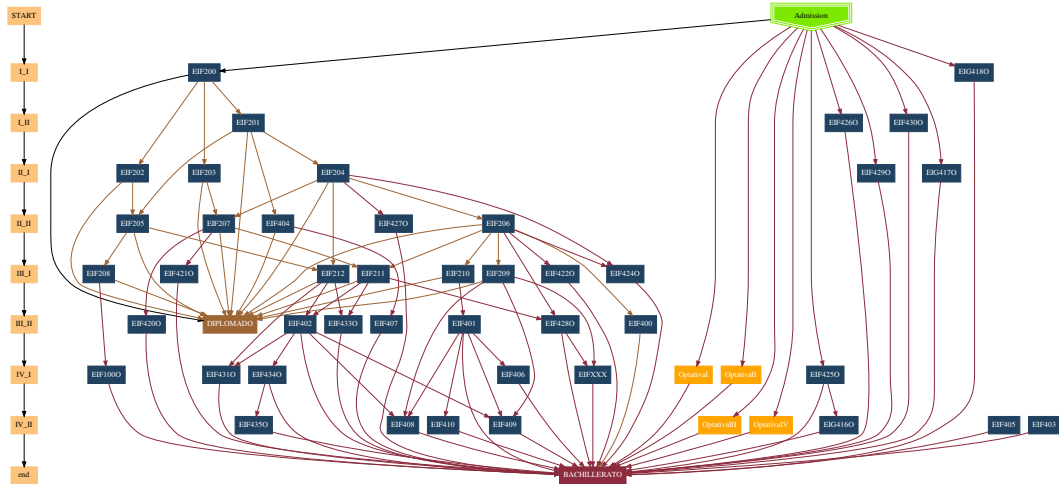 START
Admission
I_I
EIF200
EIG418O
I_II
EIF201
EIF426O
EIF430O
II_I
EIF202
EIF203
EIF204
EIF429O
EIG417O
II_II
EIF205
EIF207
EIF404
EIF427O
EIF206
III_I
EIF208
EIF421O
EIF212
EIF211
EIF210
EIF209
EIF422O
EIF424O
III_II
EIF420O
DIPLOMADO
EIF402
EIF433O
EIF407
EIF401
EIF428O
EIF400
IV_I
EIF100O
EIF431O
EIF434O
EIF406
EIFXXX
OptativaI
OptativaII
EIF425O
IV_II
EIF435O
EIF408
EIF410
EIF409
OptativaIII
OptativaIV
EIG416O
EIF405
EIF403
end
BACHILLERATO